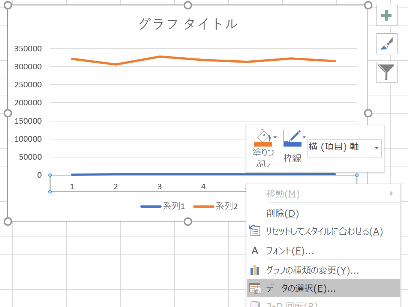 グラフ タイトル
350000
300000
250000
200000
150000
100000
50000
0
1 2 3 4
系列1 系列2
塗りつぶし 枠線 横 (項目) 軸
移動(M)
削除(D)
リセットしてスタイルに合わせる(A)
フォント(F)...
グラフの種類の変更(Y)...
データの選択(E)...
3-D 回転(R)...